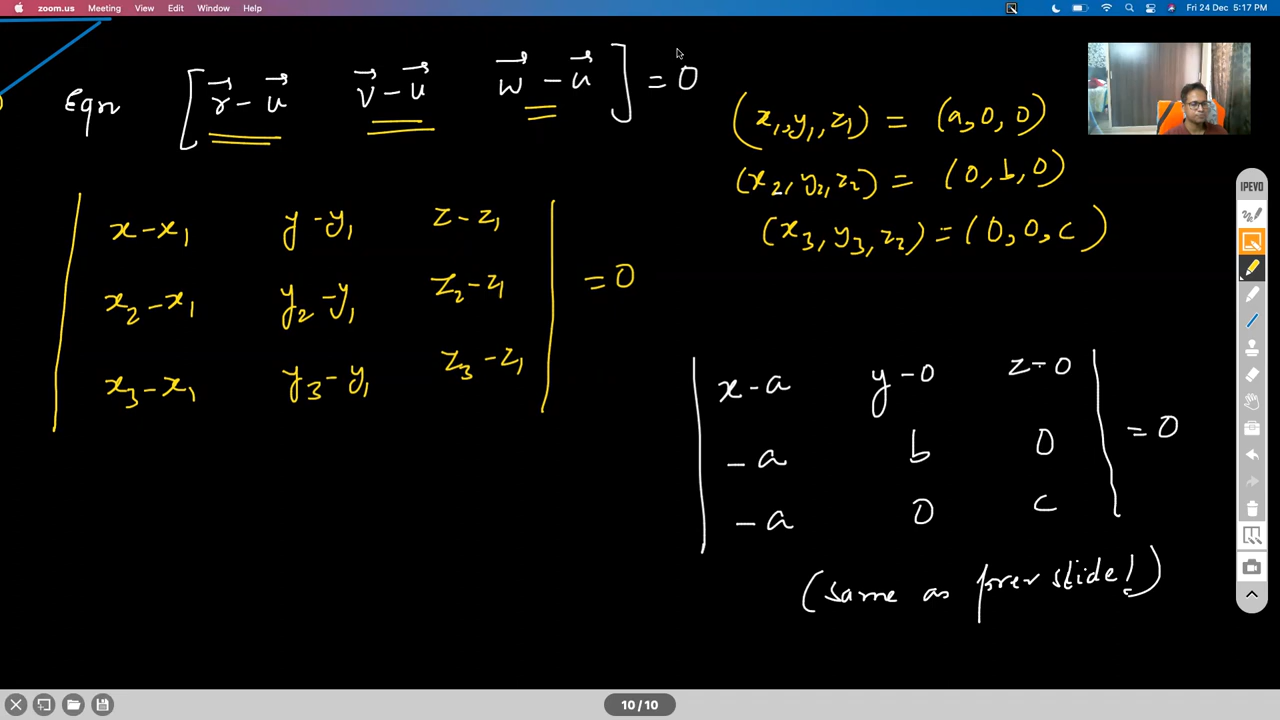 zoom.us Meeting View Edit Window Help Fri 24 Dec 5:17 PM
Eqn [r⃗ - u⃗ v⃗ - u⃗ w⃗ - u⃗] = 0
(x1, y1, z1) = (a, 0, 0)
(x2, y2, z2) = (0, b, 0)
(x3, y3, z3) = (0, 0, c)
| x - x1 y - y1 z - z1 |
| x2 - x1 y2 - y1 z2 - z1 | = 0
| x3 - x1 y3 - y1 z3 - z1 |
| x - a y - 0 z - 0 |
| - a b 0 | = 0
| - a 0 c |
(same as prev slide!)
IPEVO
10 / 10